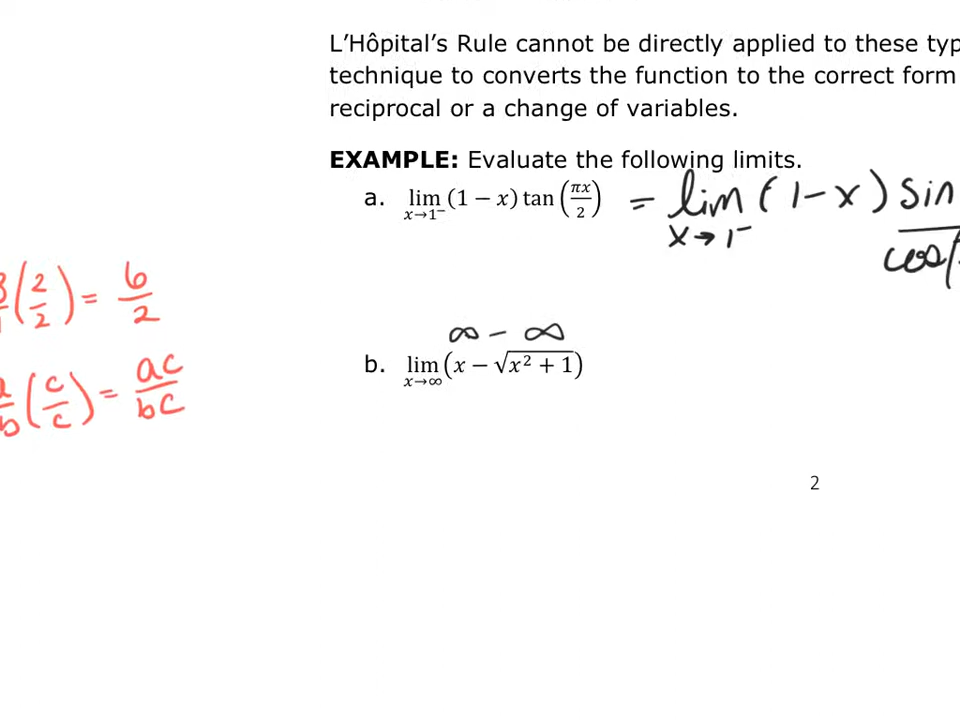 L'Hôpital's Rule cannot be directly applied to these
technique to converts the function to the correct form
reciprocal or a change of variables.
EXAMPLE: Evaluate the following limits.
a. lim x→1⁻ (1 − x) tan (πx/2) = lim x→1⁻ (1-x) sin / cos(
(2/2) = 6/2
∞ - ∞
b. lim x→∞ (x − √(x² + 1))
(c/c) = ac/bc
2